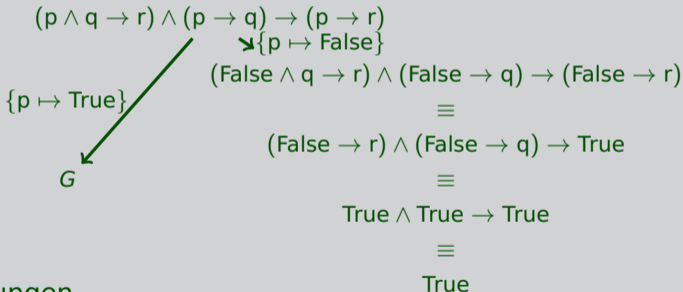 (p ∧ q → r) ∧ (p → q) → (p → r)
{p ↦ False}
(False ∧ q → r) ∧ (False → q) → (False → r)
{p ↦ True}
≡
(False → r) ∧ (False → q) → True
G
≡
True ∧ True → True
≡
True